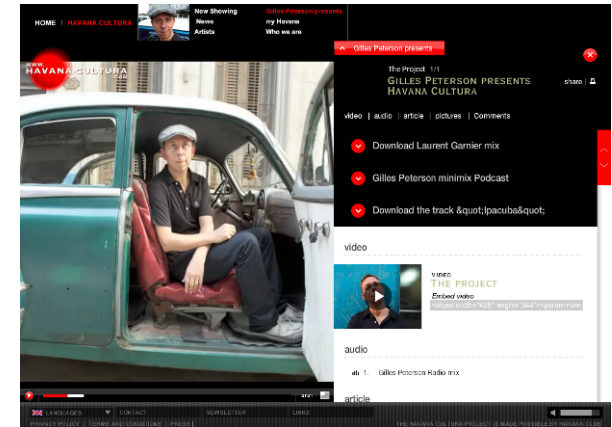 HOME | HAVANA CULTURA
Now Showing
News
Artists
Gilles Peterson presents
my Havana
Who we are
WWW.
HAVANA-CULTURA
.COM
Gilles Peterson presents
The Project 1/1
GILLES PETERSON PRESENTS
HAVANA CULTURA
share
video | audio | article | pictures | Comments
Download Laurent Garnier mix
Gilles Peterson minimix Podcast
Download the track &quot;Ipacuba&quot;
video
VIDEO
THE PROJECT
Embed video
audio
1. Gilles Peterson Radio mix
article
LANGUAGES
CONTACT
NEWSLETTER
LINKS
PRIVACY POLICY | TERMS AND CONDITIONS | PRESS |
THE HAVANA CULTURA PROJECT IS MADE POSSIBLE BY HAVANA CLUB